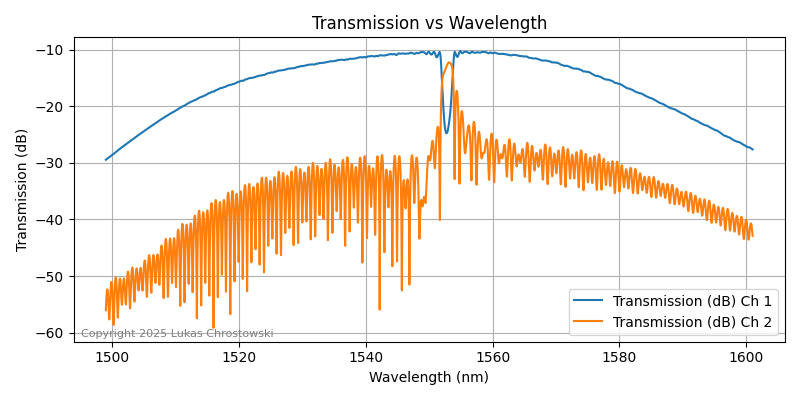 Transmission vs Wavelength
Transmission (dB)
−10
−20
−30
−40
−50
−60
Copyright 2025 Lukas Chrostowski
Transmission (dB) Ch 1
Transmission (dB) Ch 2
1500 1520 1540 1560 1580 1600
Wavelength (nm)